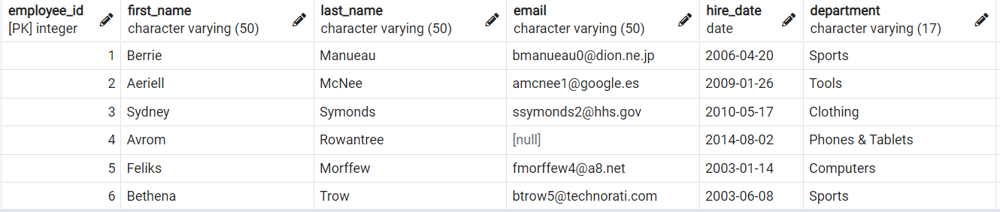 employee_id first_name last_name email hire_date department
[PK] integer character varying (50) character varying (50) character varying (50) date character varying (17)
1 Berrie Manueau bmanueau0@dion.ne.jp 2006-04-20 Sports
2 Aeriell McNee amcnee1@google.es 2009-01-26 Tools
3 Sydney Symonds ssymonds2@hhs.gov 2010-05-17 Clothing
4 Avrom Rowantree [null] 2014-08-02 Phones & Tablets
5 Feliks Morffew fmorffew4@a8.net 2003-01-14 Computers
6 Bethena Trow btrow5@technorati.com 2003-06-08 Sports